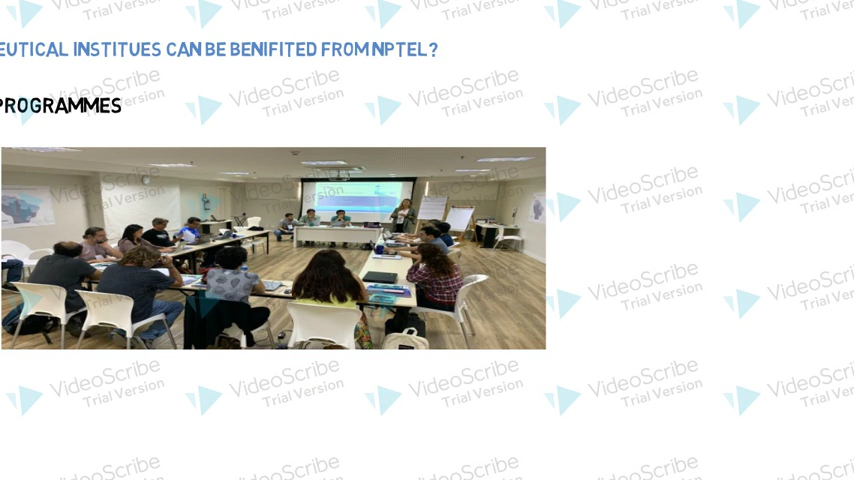 EUTICAL INSTITUES CAN BE BENIFITED FROM NPTEL?
PROGRAMMES
VideoScribe
Trial Version